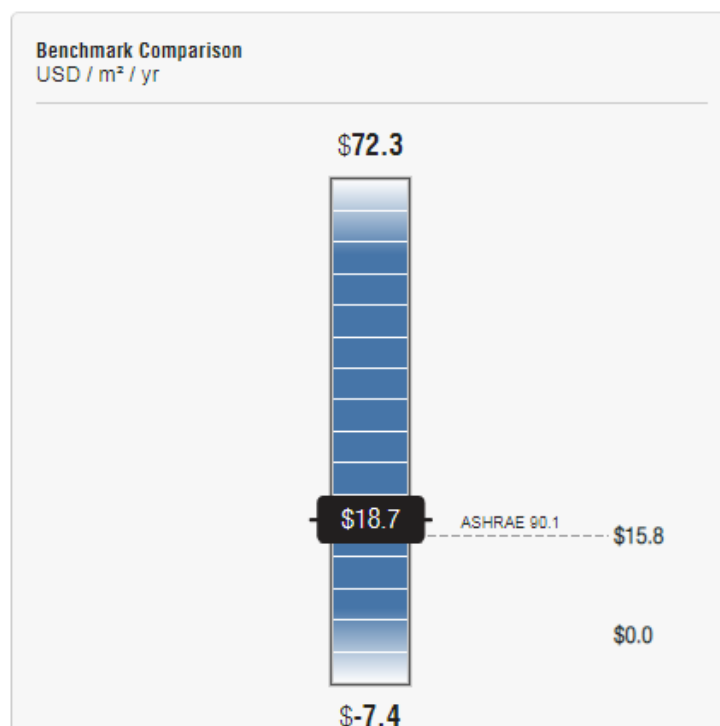 Benchmark Comparison
USD / m² / yr
$72.3
$18.7
ASHRAE 90.1
$15.8
$0.0
$-7.4